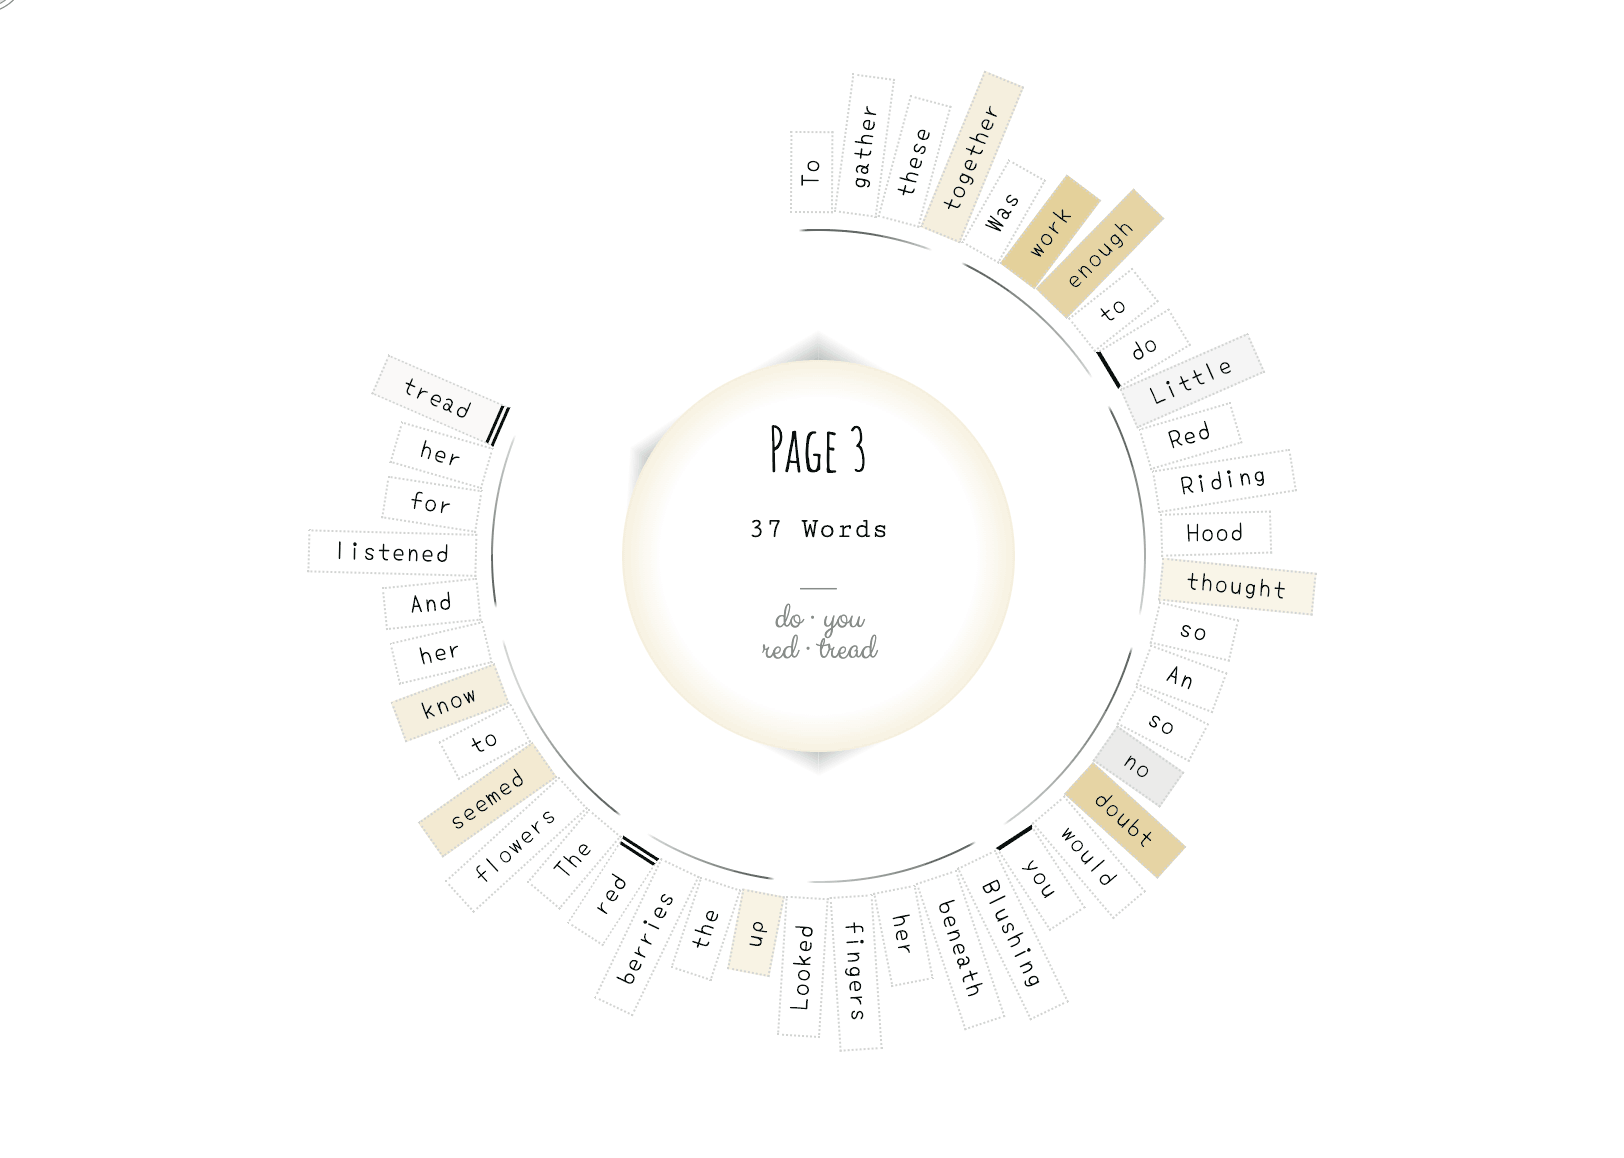 To
gather
these
together
Was
work
enough
to
do
Little
Red
Riding
Hood
thought
so
An
so
no
doubt
would
you
Blushing
beneath
her
fingers
Looked
up
the
berries
red
The
flowers
seemed
to
know
her
And
listened
for
her
tread
PAGE 3
37 Words
do · you
red · tread